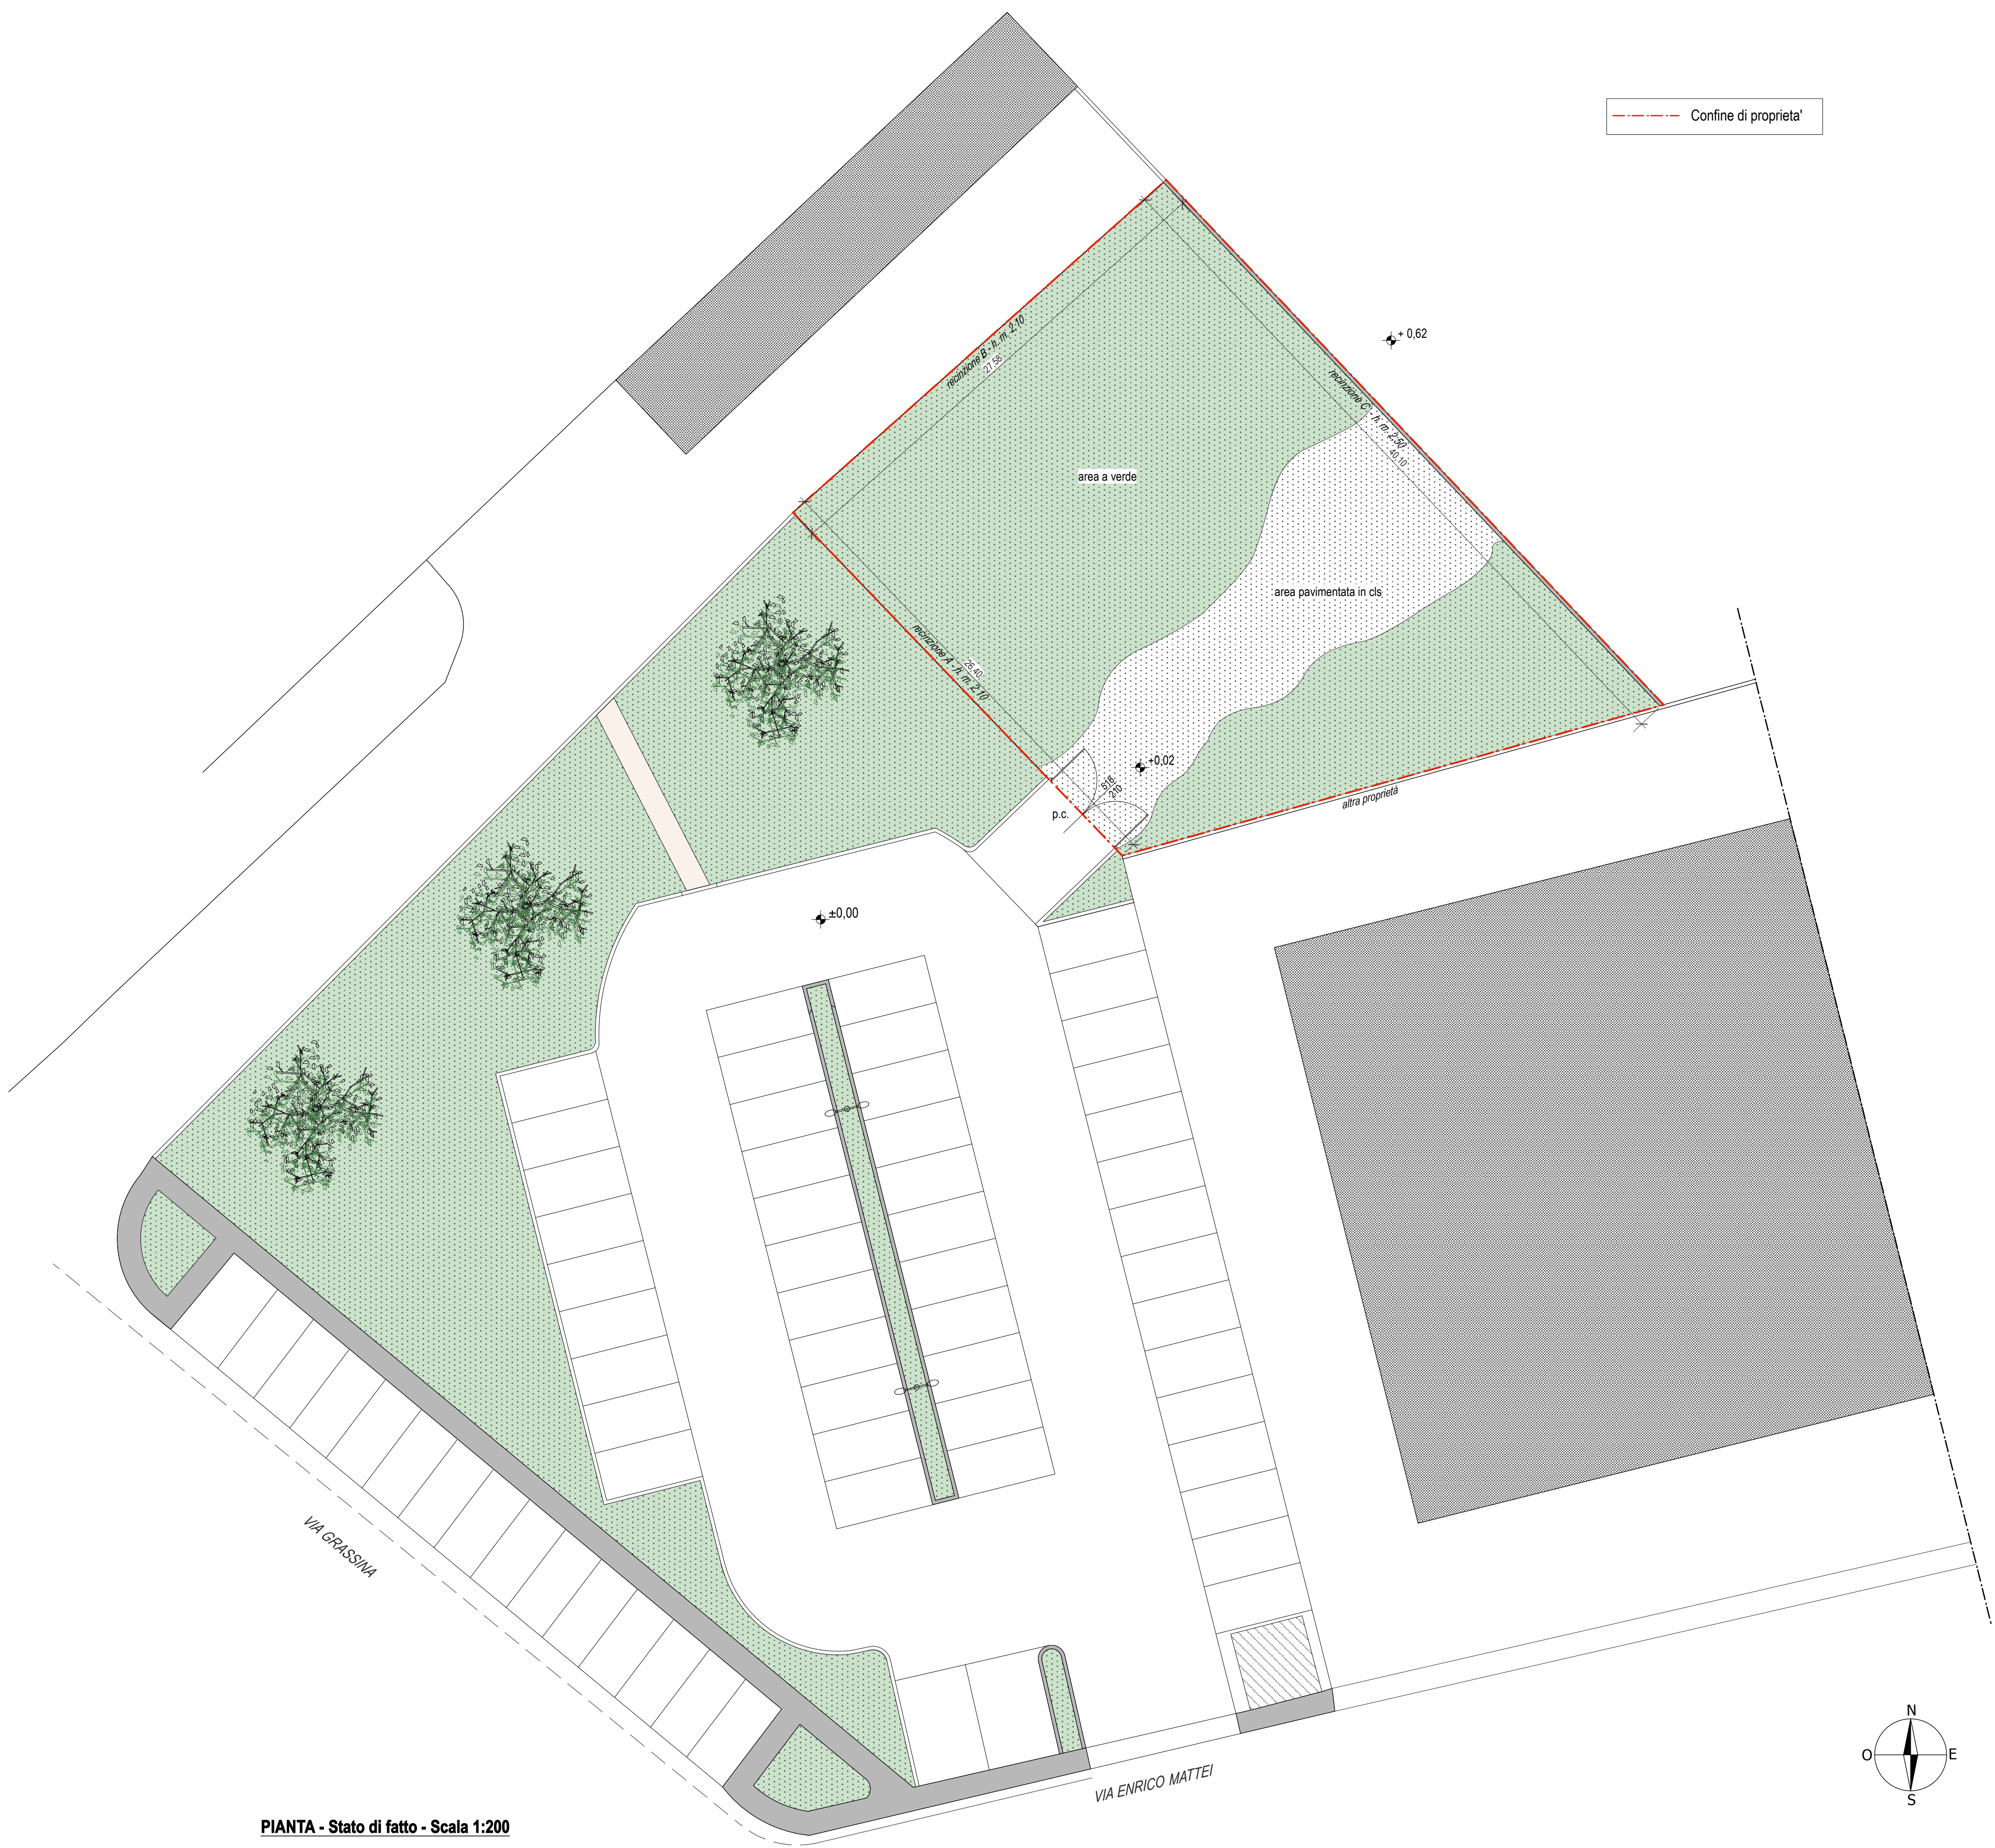 Confine di proprieta'
+ 0,62
recinzione B - h. m. 2,10
27,58
recinzione C - h. m. 2,50
40,10
area a verde
area pavimentata in cls
recinzione A - h. m. 2,10
26,40
+0,02
518
210
p.c.
altra proprietà
±0,00
VIA GRASSINA
VIA ENRICO MATTEI
N
O
E
S
PIANTA - Stato di fatto - Scala 1:200